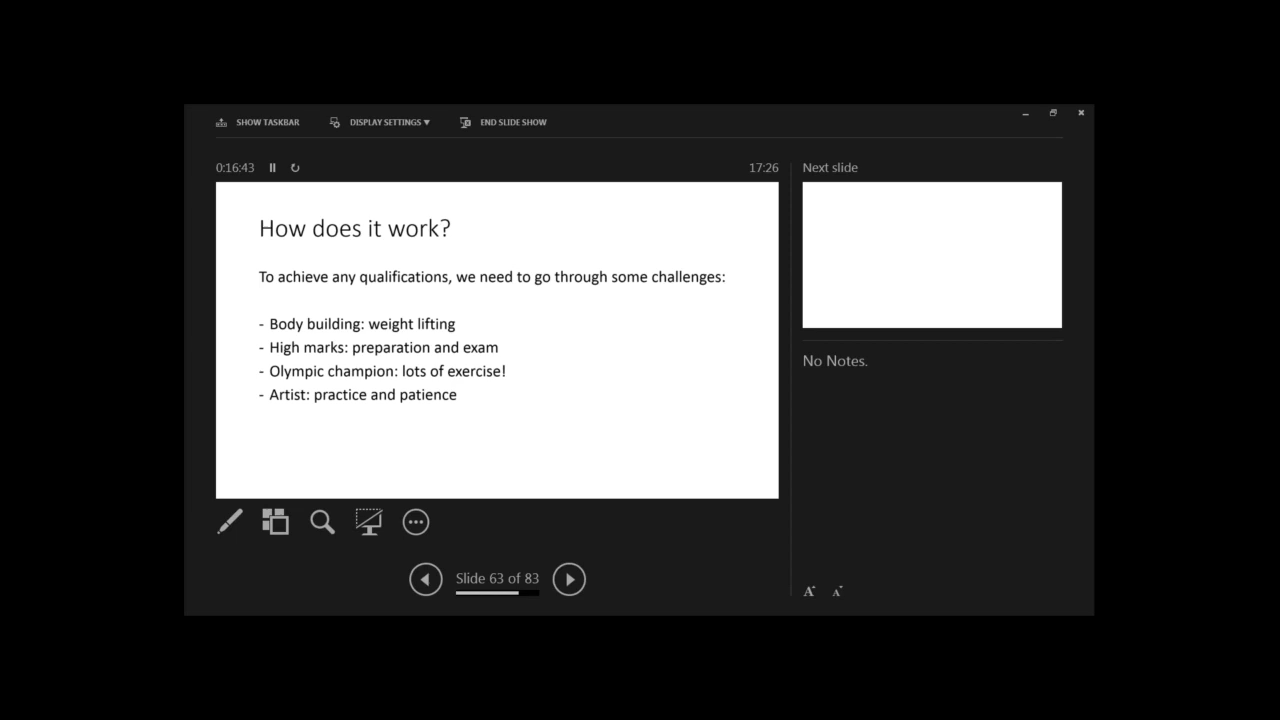 SHOW TASKBAR
DISPLAY SETTINGS ▼
END SLIDE SHOW
0:16:43
17:26
Next slide
How does it work?
To achieve any qualifications, we need to go through some challenges:
- Body building: weight lifting
- High marks: preparation and exam
- Olympic champion: lots of exercise!
- Artist: practice and patience
No Notes.
Slide 63 of 83
A A